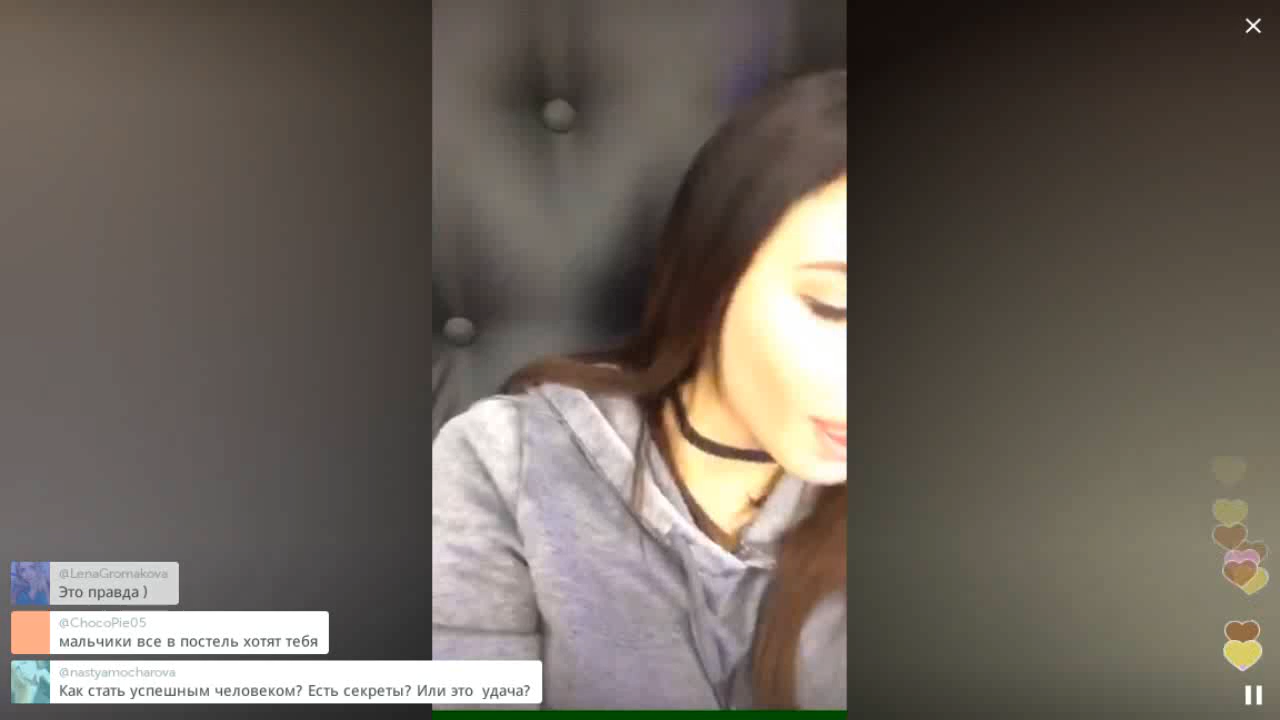 @LenaGromakova
Это правда )
@ChocoPie05
мальчики все в постель хотят тебя
@nastyamocharova
Как стать успешным человеком? Есть секреты? Или это удача?